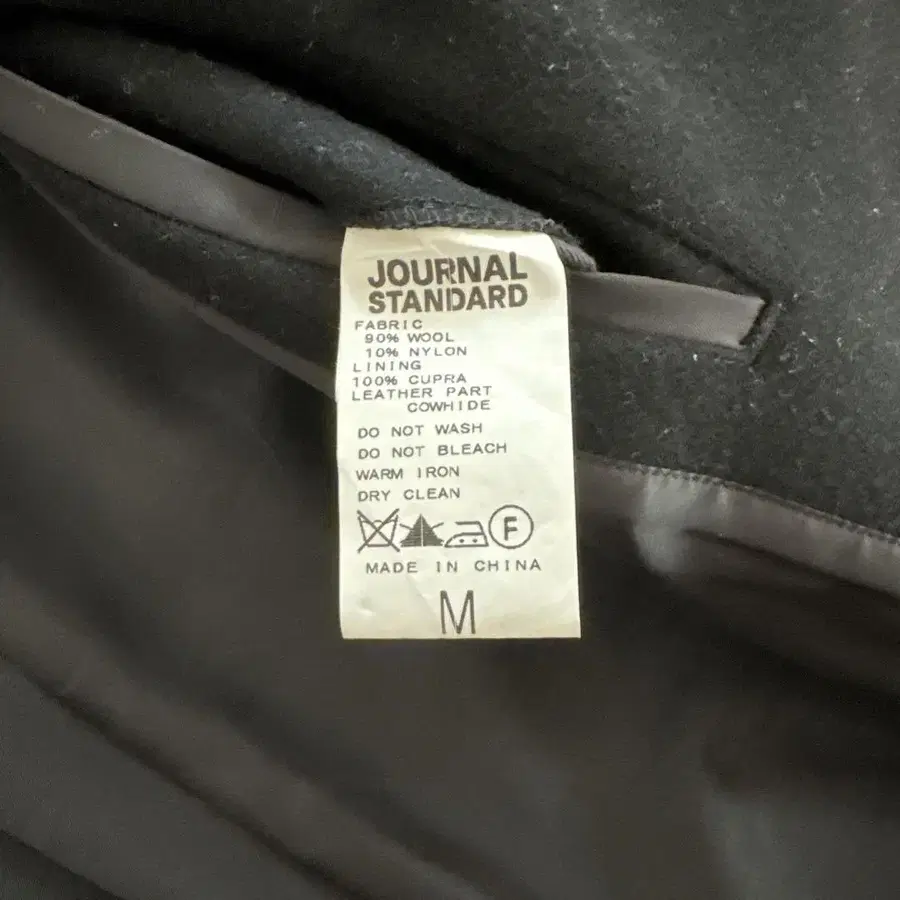 JOURNAL
STANDARD
FABRIC
90% WOOL
10% NYLON
LINING
100% CUPRA
LEATHER PART
COWHIDE
DO NOT WASH
DO NOT BLEACH
WARM IRON
DRY CLEAN
F
MADE IN CHINA
M